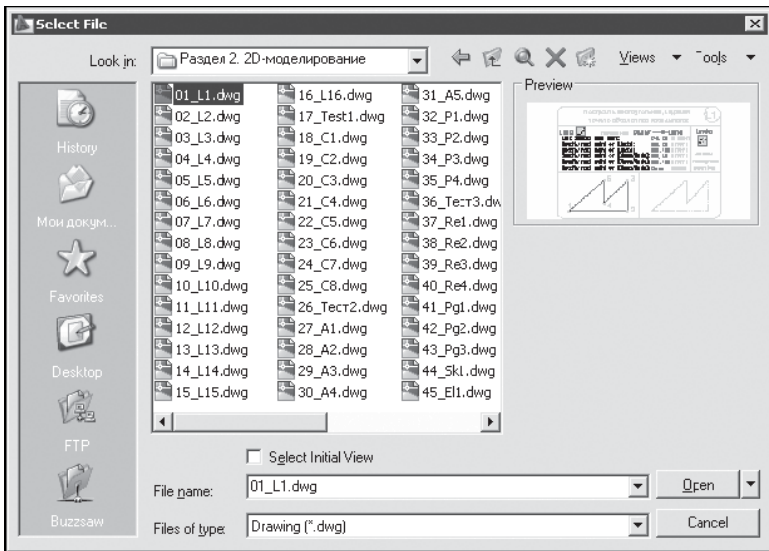 Select File
Look in:
Раздел 2. 2D-моделирование
Views
Tools
History
Мои докум...
Favorites
Desktop
FTP
Buzzsaw
01_L1.dwg
02_L2.dwg
03_L3.dwg
04_L4.dwg
05_L5.dwg
06_L6.dwg
07_L7.dwg
08_L8.dwg
09_L9.dwg
10_L10.dwg
11_L11.dwg
12_L12.dwg
13_L13.dwg
14_L14.dwg
15_L15.dwg
16_L16.dwg
17_Test1.dwg
18_C1.dwg
19_C2.dwg
20_C3.dwg
21_C4.dwg
22_C5.dwg
23_C6.dwg
24_C7.dwg
25_C8.dwg
26_Тест2.dwg
27_A1.dwg
28_A2.dwg
29_A3.dwg
30_A4.dwg
31_A5.dwg
32_P1.dwg
33_P2.dwg
34_P3.dwg
35_P4.dwg
36_Тест3.dw
37_Re1.dwg
38_Re2.dwg
39_Re3.dwg
40_Re4.dwg
41_Pg1.dwg
42_Pg2.dwg
43_Pg3.dwg
44_Sk1.dwg
45_El1.dwg
Preview
Select Initial View
File name:
01_L1.dwg
Open
Files of type:
Drawing (*.dwg)
Cancel